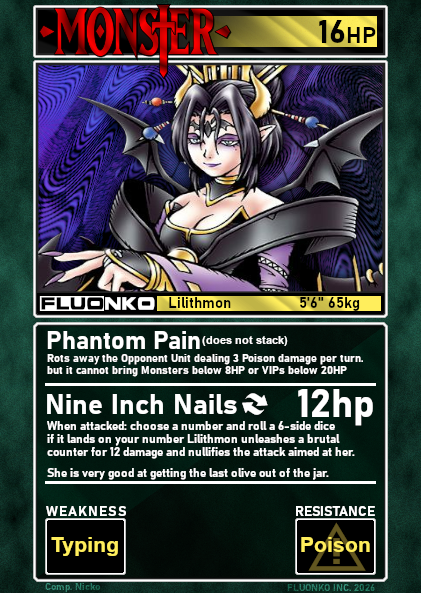 MONSTER
16HP
FLUONKO Lilithmon 5'6" 65kg
Phantom Pain(does not stack)
Rots away the Opponent Unit dealing 3 Poison damage per turn.
but it cannot bring Monsters below 8HP or VIPs below 20HP
Nine Inch Nails 12hp
When attacked: choose a number and roll a 6-side dice
if it lands on your number Lilithmon unleashes a brutal
counter for 12 damage and nullifies the attack aimed at her.
She is very good at getting the last olive out of the jar.
WEAKNESS RESISTANCE
Typing Poison
Comp. Nicko FLUONKO INC. 2026